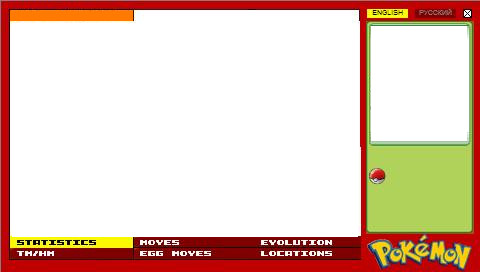 ENGLISH РУССКИЙ
STATISTICS MOVES EVOLUTION
TM/HM EGG MOVES LOCATIONS
POKéMON